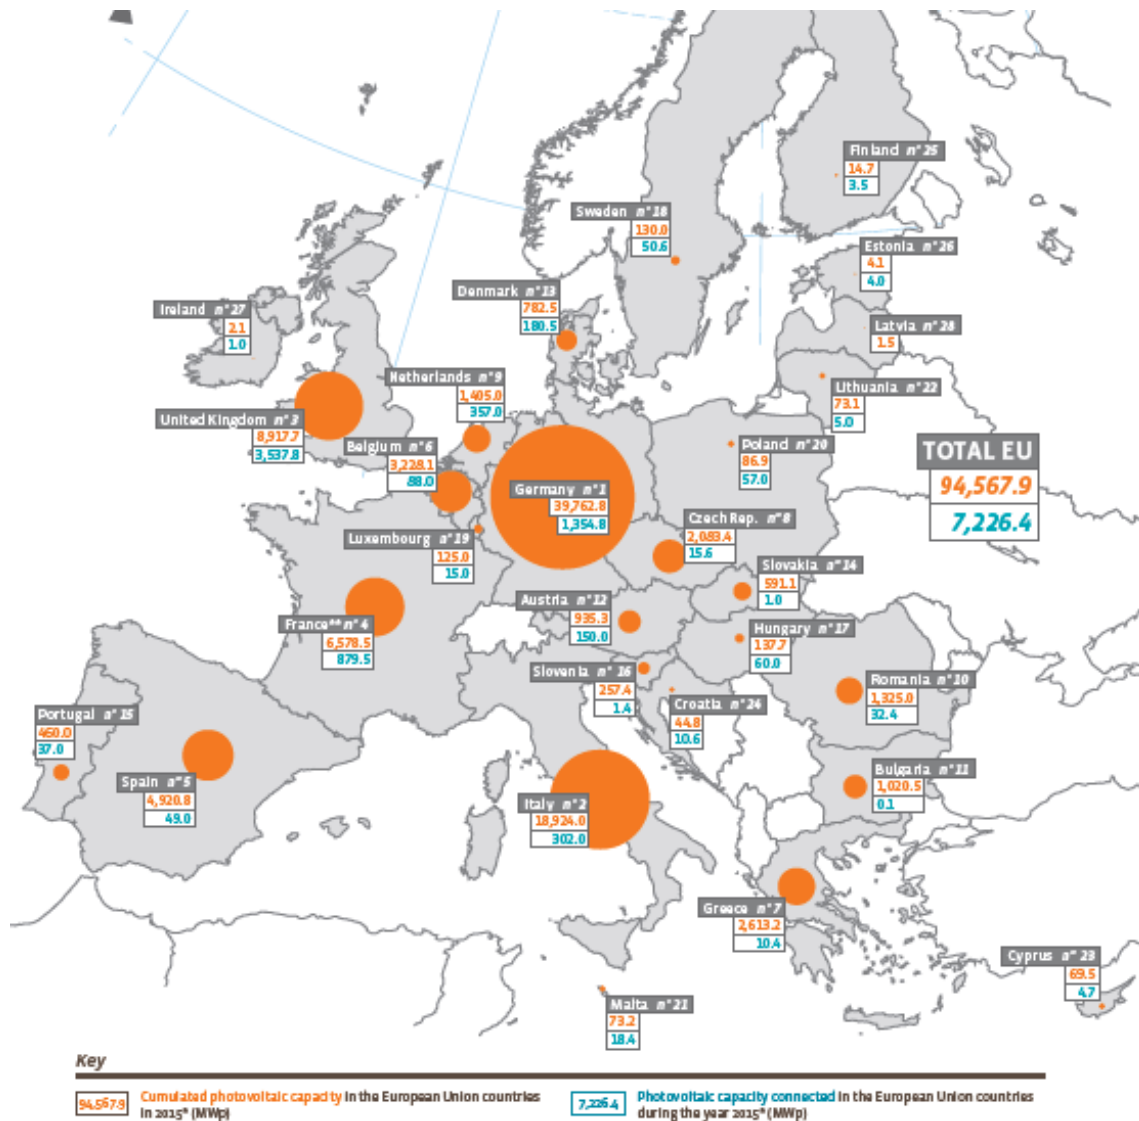 Finland n° 25
14.7
3.5
Sweden n° 18
130.0
50.6
Estonia n° 26
4.1
4.0
Denmark n° 13
782.5
180.5
Ireland n° 27
2.1
1.0
Latvia n° 28
1.5
Netherlands n° 9
1,405.0
357.0
Lithuania n° 22
73.1
5.0
United Kingdom n° 3
8,917.7
3,537.8
Belgium n° 6
3,228.1
88.0
Poland n° 20
86.9
57.0
TOTAL EU
94,567.9
7,226.4
Germany n° 1
39,762.8
1,354.8
Czech Rep. n° 8
2,083.4
15.6
Luxembourg n° 19
125.0
15.0
Slovakia n° 14
591.1
1.0
Austria n° 12
935.3
150.0
France** n° 4
6,578.5
879.5
Hungary n° 17
137.7
60.0
Slovenia n° 16
257.4
1.4
Romania n° 10
1,325.0
32.4
Croatia n° 24
44.8
10.6
Portugal n° 15
460.0
37.0
Spain n° 5
4,920.8
49.0
Bulgaria n° 11
1,020.5
0.1
Italy n° 2
18,924.0
302.0
Greece n° 7
2,613.2
10.4
Cyprus n° 23
69.5
4.7
Malta n° 21
73.2
18.4
Key
94,567.9 Cumulated photovoltaic capacity in the European Union countries
in 2015* (MWp)
7,226.4 Photovoltaic capacity connected in the European Union countries
during the year 2015* (MWp)